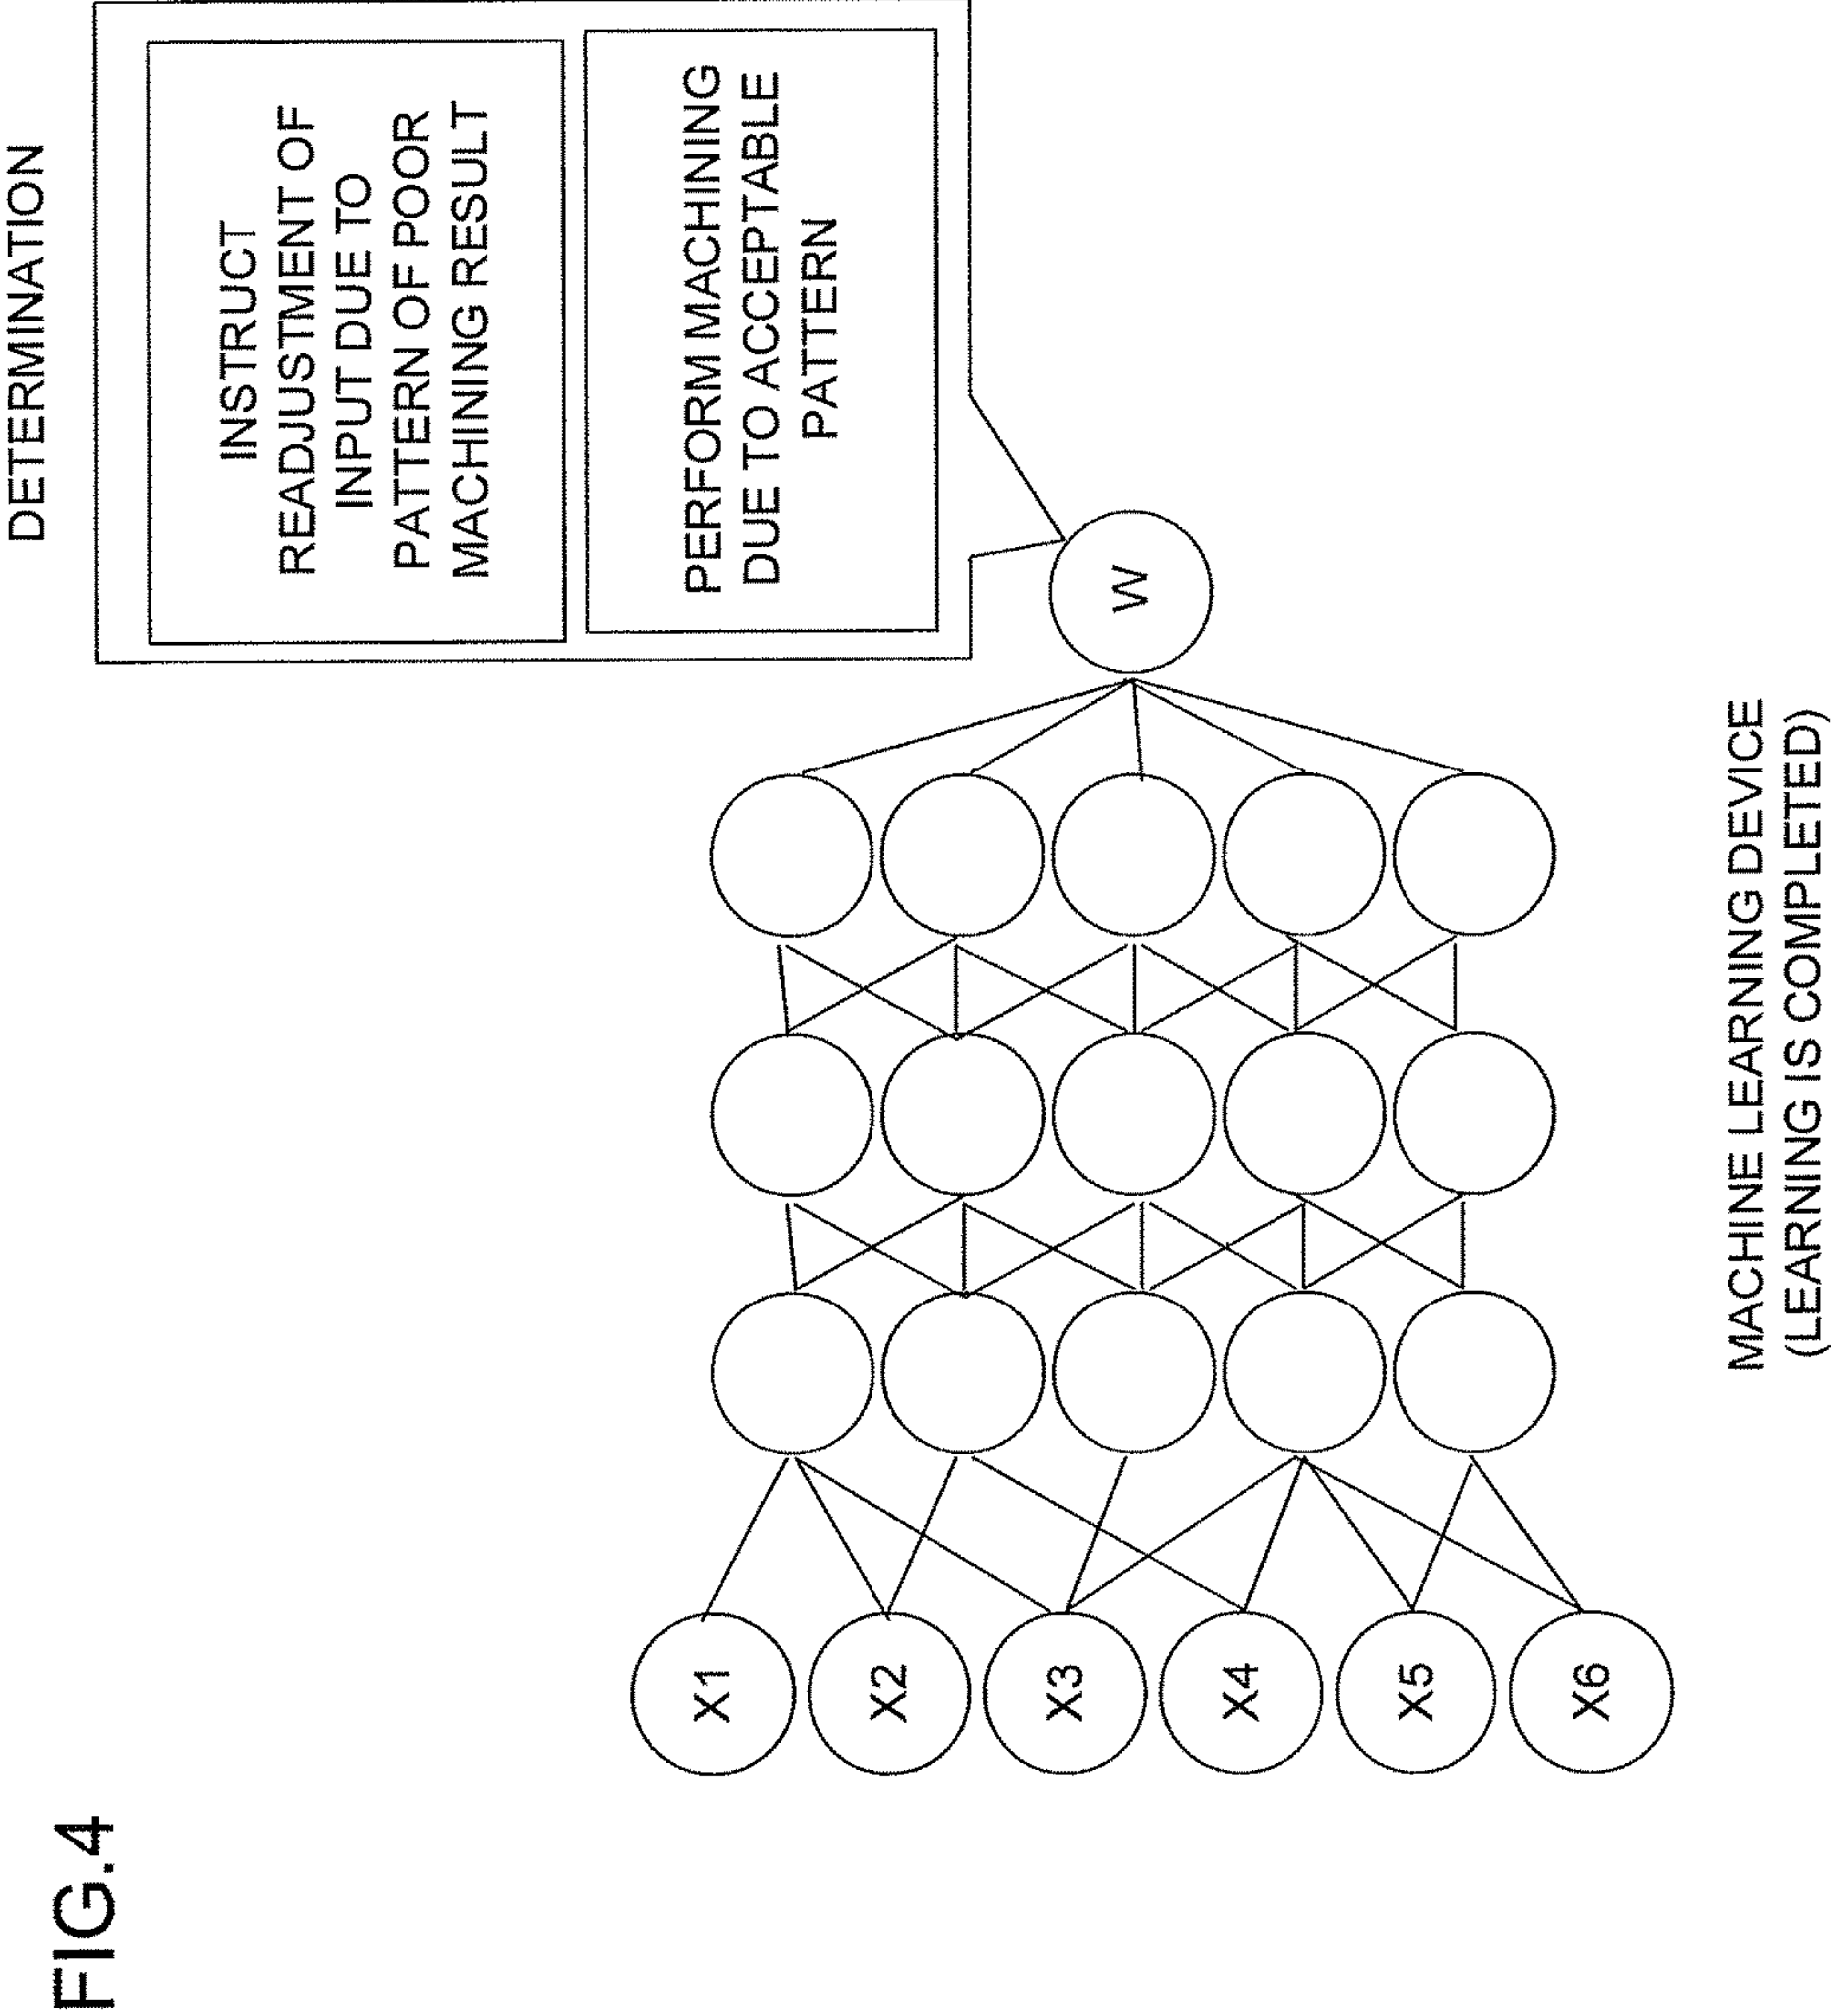 FIG.4
DETERMINATION
INSTRUCT
READJUSTMENT OF
INPUT DUE TO
PATTERN OF POOR
MACHINING RESULT
PERFORM MACHINING
DUE TO ACCEPTABLE
PATTERN
X1
X2
X3
X4
X5
X6
W
MACHINE LEARNING DEVICE
(LEARNING IS COMPLETED)